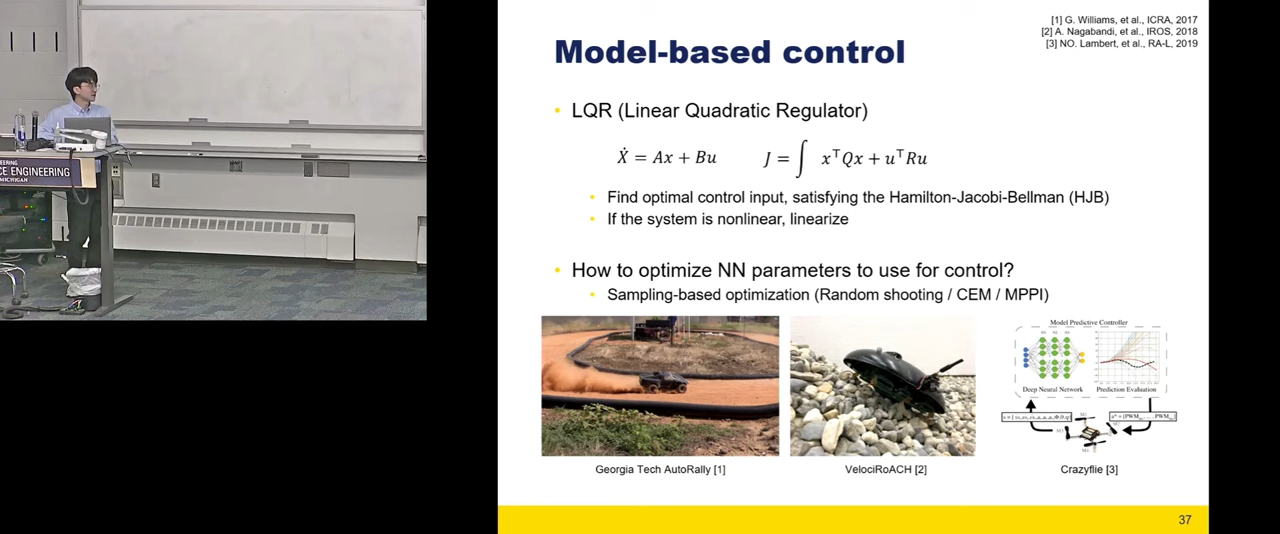 [1] G. Williams, et al., ICRA, 2017
[2] A. Nagabandi, et al., IROS, 2018
[3] NO. Lambert, et al., RA-L, 2019
Model-based control
• LQR (Linear Quadratic Regulator)
Ẋ = Ax + Bu J = ∫ xᵀQx + uᵀRu
• Find optimal control input, satisfying the Hamilton-Jacobi-Bellman (HJB)
• If the system is nonlinear, linearize
• How to optimize NN parameters to use for control?
• Sampling-based optimization (Random shooting / CEM / MPPI)
Model Predictive Controller
Deep Neural Network
Prediction Evaluation
Georgia Tech AutoRally [1]
VelociRoACH [2]
Crazyflie [3]
37
CE ENGINEERING
MICHIGAN